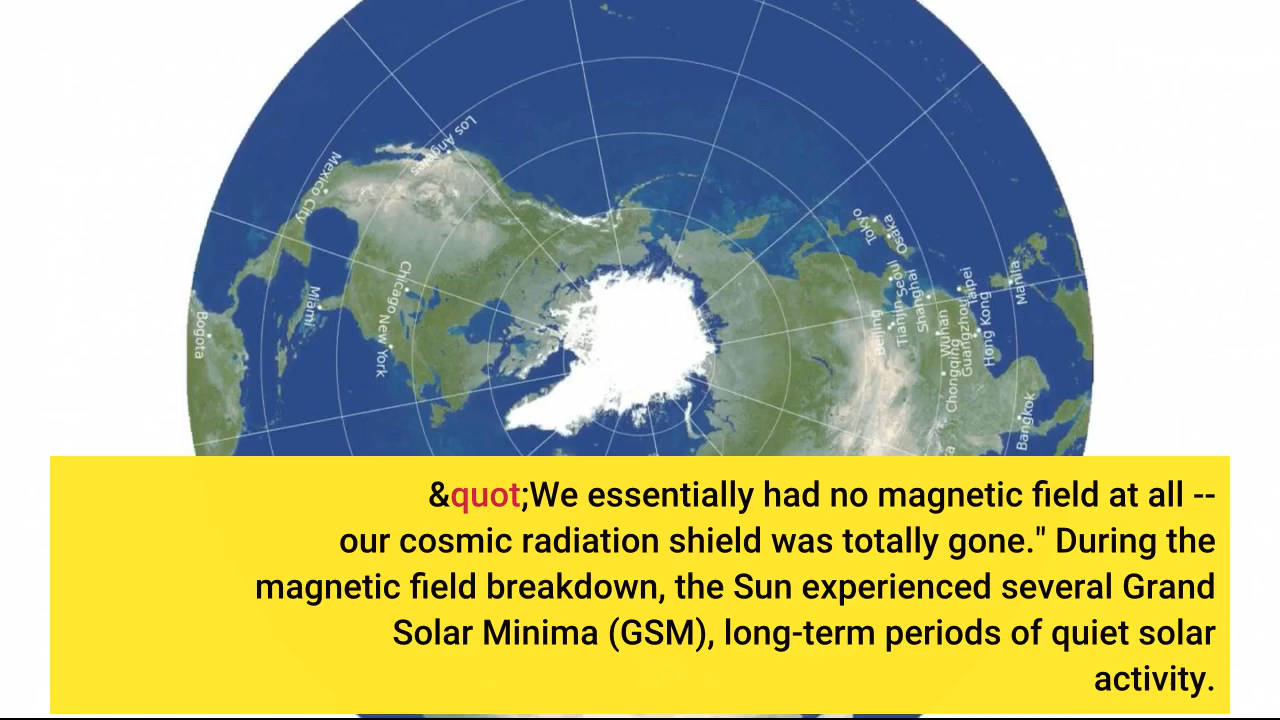 Los Angeles
Mexico City
Tokyo
Osaka
Seoul
Shanghai
Taipei
Manila
Chicago
Miami
New York
Bogota
Beijing
Tianjin
Wuhan
Guangzhou
Hong Kong
Chongqing
Bangkok
&quot;We essentially had no magnetic field at all --
our cosmic radiation shield was totally gone." During the
magnetic field breakdown, the Sun experienced several Grand
Solar Minima (GSM), long-term periods of quiet solar
activity.